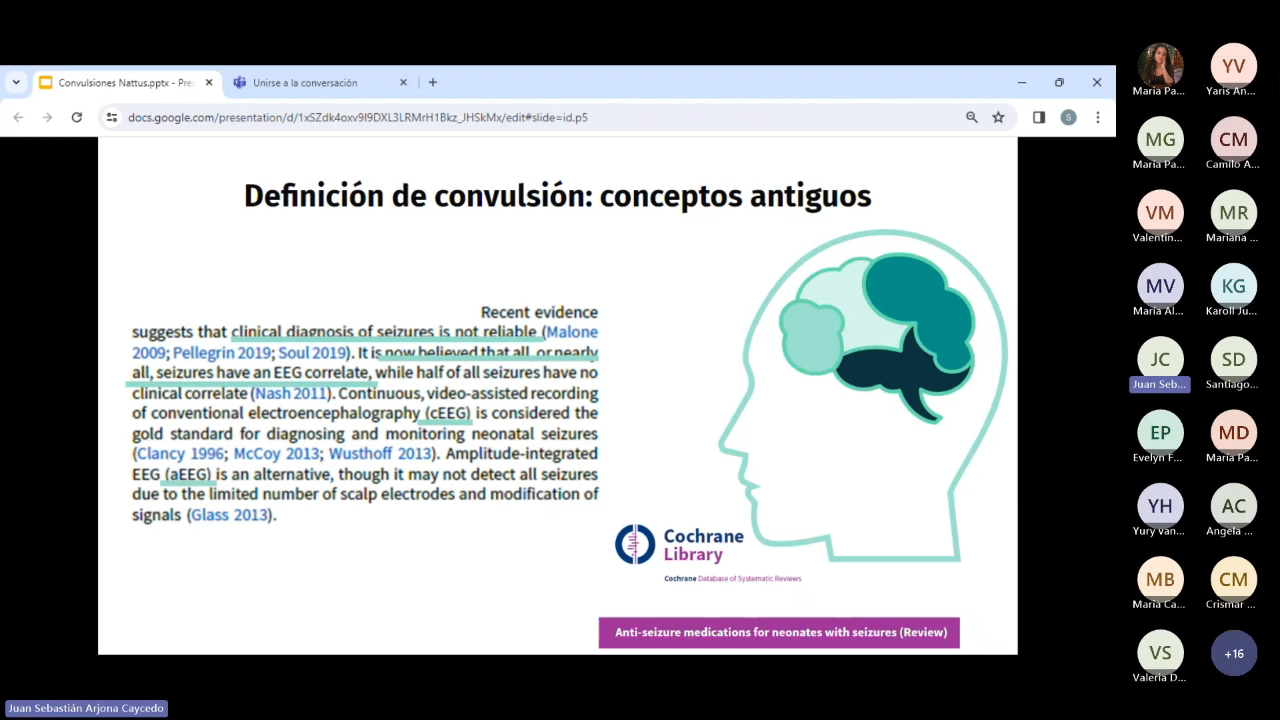 Convulsiones Nattus.pptx - Pre
Unirse a la conversación
docs.google.com/presentation/d/1xSZdk4oxv9I9DXL3LRMrH1Bkz_JHSkMx/edit#slide=id.p5
S
Definición de convulsión: conceptos antiguos
Recent evidence
suggests that clinical diagnosis of seizures is not reliable (Malone
2009; Pellegrin 2019; Soul 2019). It is now believed that all, or nearly
all, seizures have an EEG correlate, while half of all seizures have no
clinical correlate (Nash 2011). Continuous, video-assisted recording
of conventional electroencephalography (cEEG) is considered the
gold standard for diagnosing and monitoring neonatal seizures
(Clancy 1996; McCoy 2013; Wusthoff 2013). Amplitude-integrated
EEG (aEEG) is an alternative, though it may not detect all seizures
due to the limited number of scalp electrodes and modification of
signals (Glass 2013).
Cochrane
Library
Cochrane Database of Systematic Reviews
Anti-seizure medications for neonates with seizures (Review)
Maria Pa...
YV
Yaris An...
MG
Maria Pa...
CM
Camilo A...
VM
Valentin...
MR
Mariana ...
MV
María Al...
KG
Karoll Ju...
JC
Juan Seb...
SD
Santiago...
EP
Evelyn F...
MD
María Pa...
YH
Yury van...
AC
Angela ...
MB
Maria Ca...
CM
Crismar ...
VS
Valeria D...
+16
Juan Sebastián Arjona Caycedo